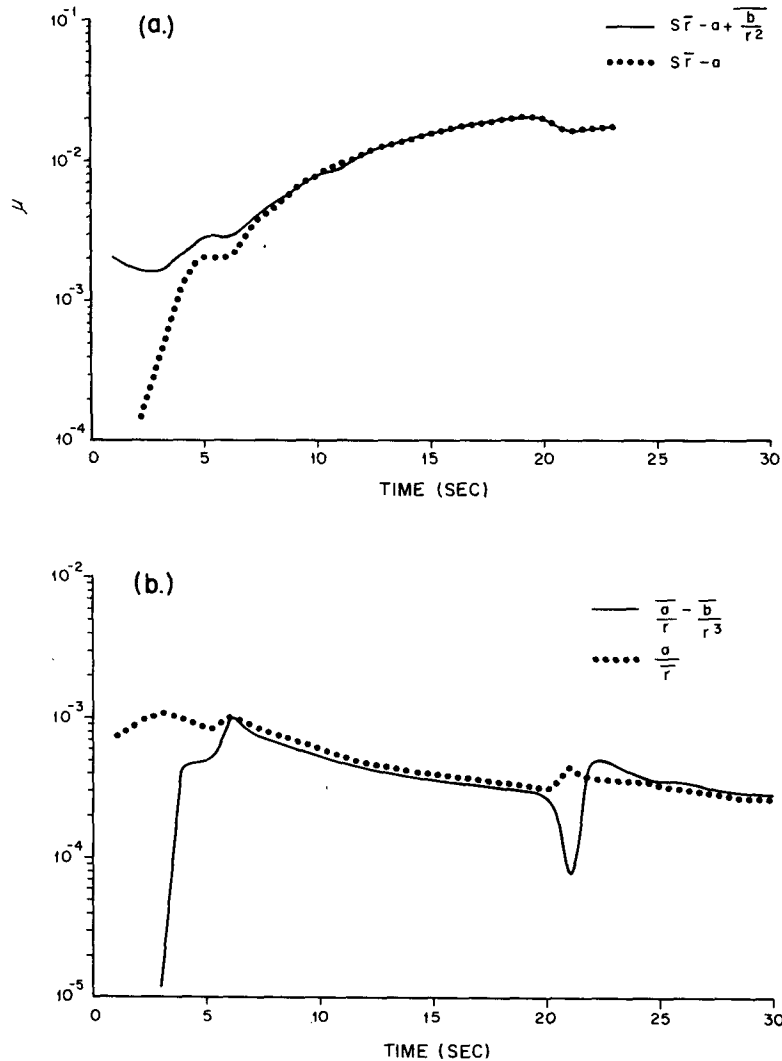 (a.)
S r̅ - a + b/r²
S r̅ - a
10⁻¹
10⁻²
10⁻³
10⁻⁴
μ
0 5 10 15 20 25 30
TIME (SEC)
(b.)
a/r - b/r³
a/r̅
10⁻²
10⁻³
10⁻⁴
10⁻⁵
0 5 10 15 20 25 30
TIME (SEC)